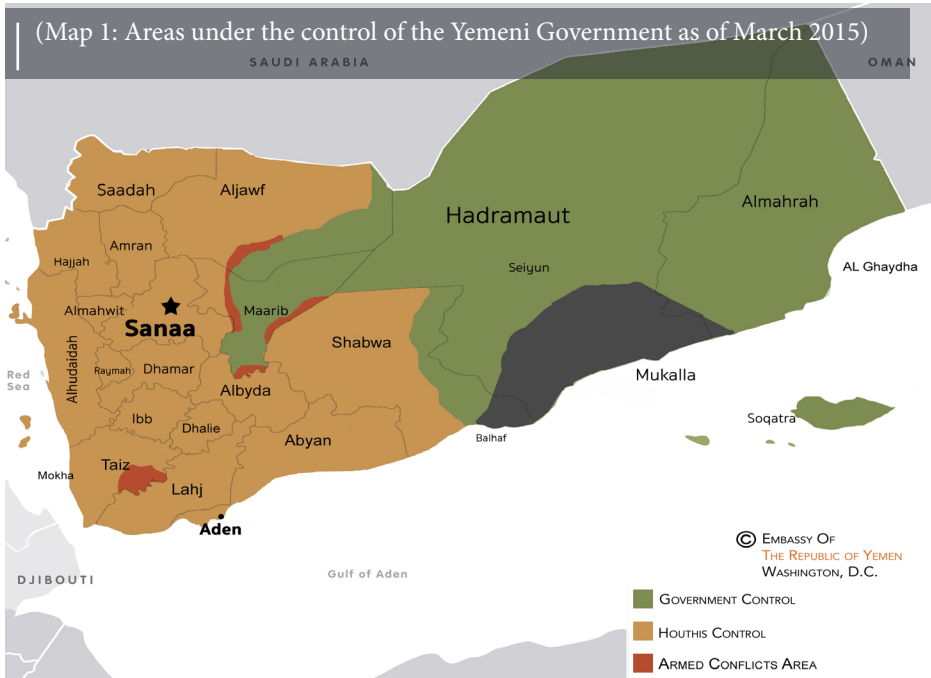 (Map 1: Areas under the control of the Yemeni Government as of March 2015)
SAUDI ARABIA
OMAN
Saadah
Aljawf
Hadramaut
Almahrah
Amran
Hajjah
Seiyun
AL Ghaydha
Almahwit
Sanaa
Maarib
Shabwa
Alhudaidah
Raymah
Dhamar
Red
Sea
Mukalla
Albyda
Ibb
Dhalie
Soqatra
Abyan
Balhaf
Taiz
Mokha
Lahj
Aden
© Embassy Of
The Republic of Yemen
Washington, D.C.
DJIBOUTI
Gulf of Aden
Government Control
Houthis Control
Armed Conflicts Area